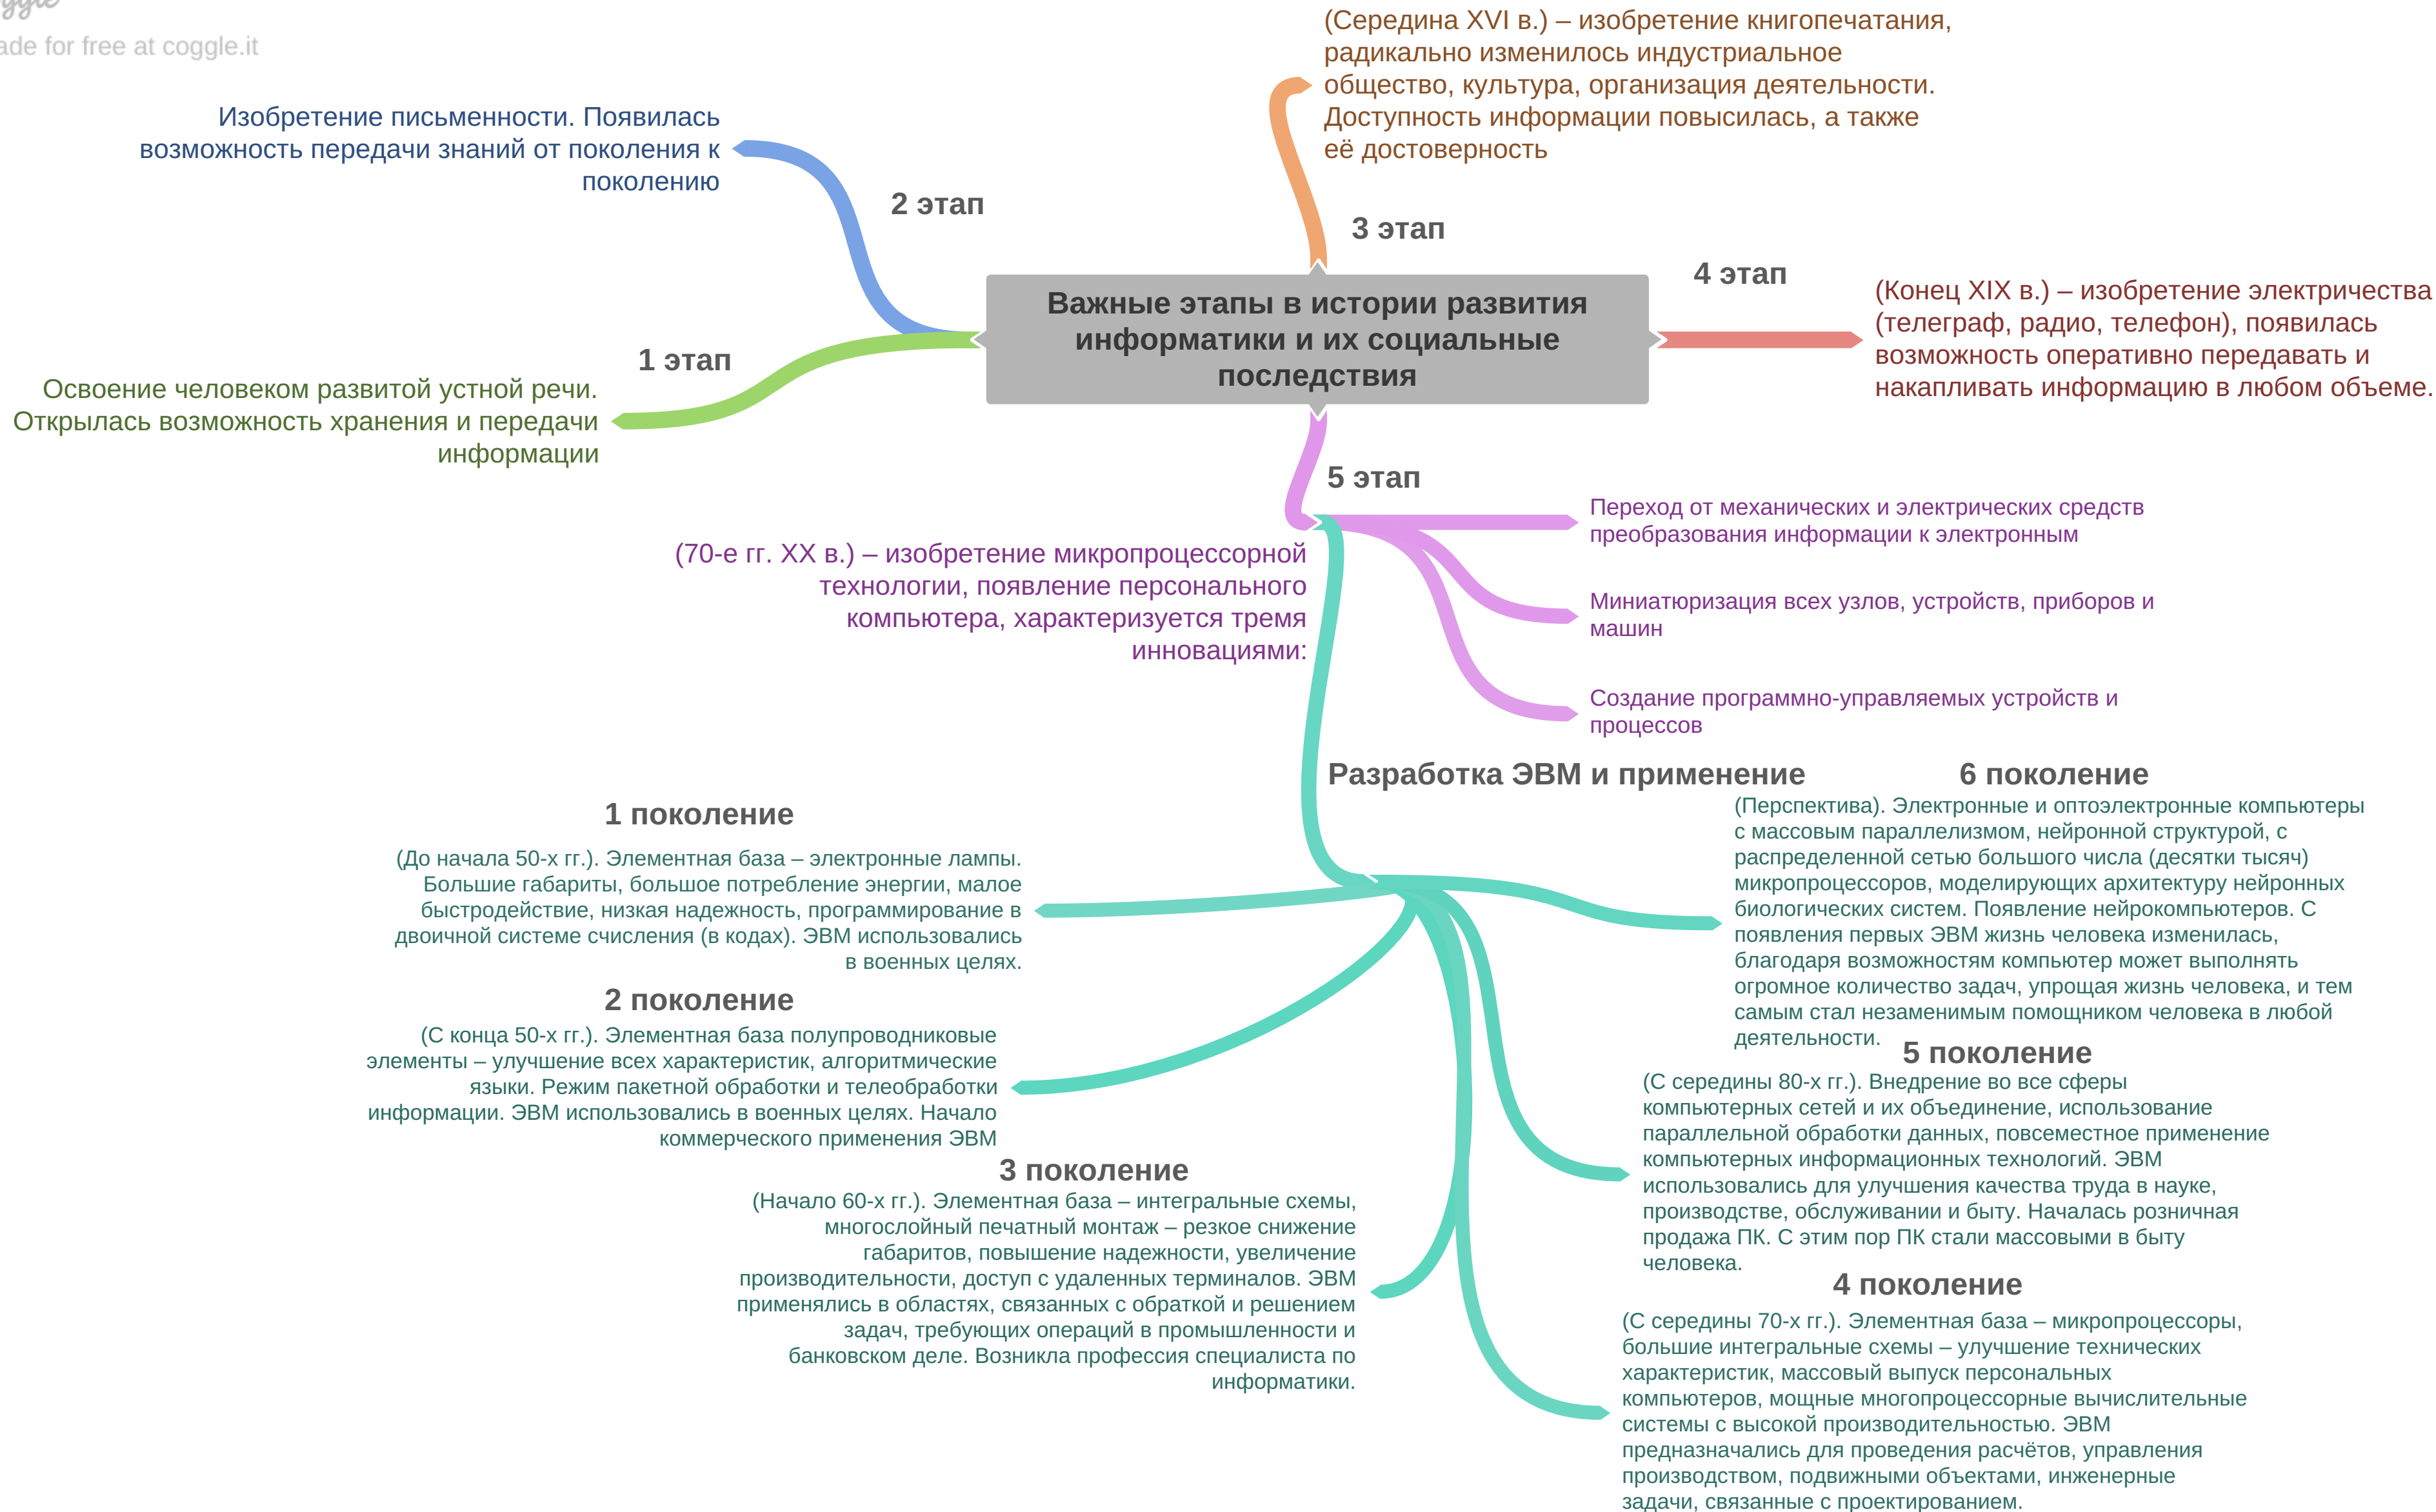 ade for free at coggle.it
(Середина XVI в.) – изобретение книгопечатания,
радикально изменилось индустриальное
общество, культура, организация деятельности.
Доступность информации повысилась, а также
её достоверность
Изобретение письменности. Появилась
возможность передачи знаний от поколения к
поколению
2 этап
3 этап
4 этап
(Конец XIX в.) – изобретение электричества
(телеграф, радио, телефон), появилась
возможность оперативно передавать и
накапливать информацию в любом объеме.
Важные этапы в истории развития
информатики и их социальные
последствия
1 этап
Освоение человеком развитой устной речи.
Открылась возможность хранения и передачи
информации
5 этап
(70-е гг. XX в.) – изобретение микропроцессорной
технологии, появление персонального
компьютера, характеризуется тремя
инновациями:
Переход от механических и электрических средств
преобразования информации к электронным
Миниатюризация всех узлов, устройств, приборов и
машин
Создание программно-управляемых устройств и
процессов
Разработка ЭВМ и применение
1 поколение
(До начала 50-х гг.). Элементная база – электронные лампы.
Большие габариты, большое потребление энергии, малое
быстродействие, низкая надежность, программирование в
двоичной системе счисления (в кодах). ЭВМ использовались
в военных целях.
2 поколение
(С конца 50-х гг.). Элементная база полупроводниковые
элементы – улучшение всех характеристик, алгоритмические
языки. Режим пакетной обработки и телеобработки
информации. ЭВМ использовались в военных целях. Начало
коммерческого применения ЭВМ
3 поколение
(Начало 60-х гг.). Элементная база – интегральные схемы,
многослойный печатный монтаж – резкое снижение
габаритов, повышение надежности, увеличение
производительности, доступ с удаленных терминалов. ЭВМ
применялись в областях, связанных с обраткой и решением
задач, требующих операций в промышленности и
банковском деле. Возникла профессия специалиста по
информатики.
6 поколение
(Перспектива). Электронные и оптоэлектронные компьютеры
с массовым параллелизмом, нейронной структурой, с
распределенной сетью большого числа (десятки тысяч)
микропроцессоров, моделирующих архитектуру нейронных
биологических систем. Появление нейрокомпьютеров. С
появления первых ЭВМ жизнь человека изменилась,
благодаря возможностям компьютер может выполнять
огромное количество задач, упрощая жизнь человека, и тем
самым стал незаменимым помощником человека в любой
деятельности.
5 поколение
(С середины 80-х гг.). Внедрение во все сферы
компьютерных сетей и их объединение, использование
параллельной обработки данных, повсеместное применение
компьютерных информационных технологий. ЭВМ
использовались для улучшения качества труда в науке,
производстве, обслуживании и быту. Началась розничная
продажа ПК. С этим пор ПК стали массовыми в быту
человека.
4 поколение
(С середины 70-х гг.). Элементная база – микропроцессоры,
большие интегральные схемы – улучшение технических
характеристик, массовый выпуск персональных
компьютеров, мощные многопроцессорные вычислительные
системы с высокой производительностью. ЭВМ
предназначались для проведения расчётов, управления
производством, подвижными объектами, инженерные
задачи, связанные с проектированием.